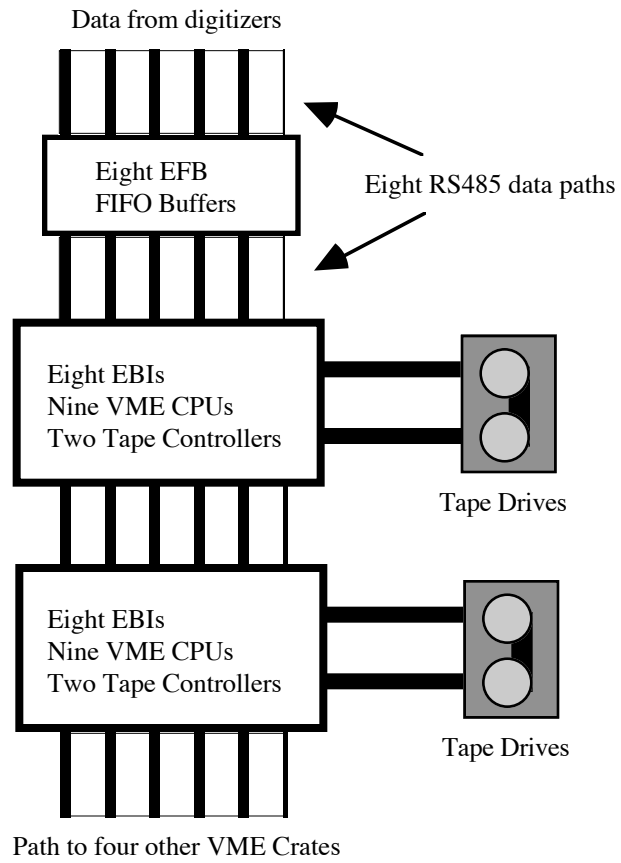 Data from digitizers
Eight EFB
FIFO Buffers
Eight RS485 data paths
Eight EBIs
Nine VME CPUs
Two Tape Controllers
Tape Drives
Eight EBIs
Nine VME CPUs
Two Tape Controllers
Tape Drives
Path to four other VME Crates